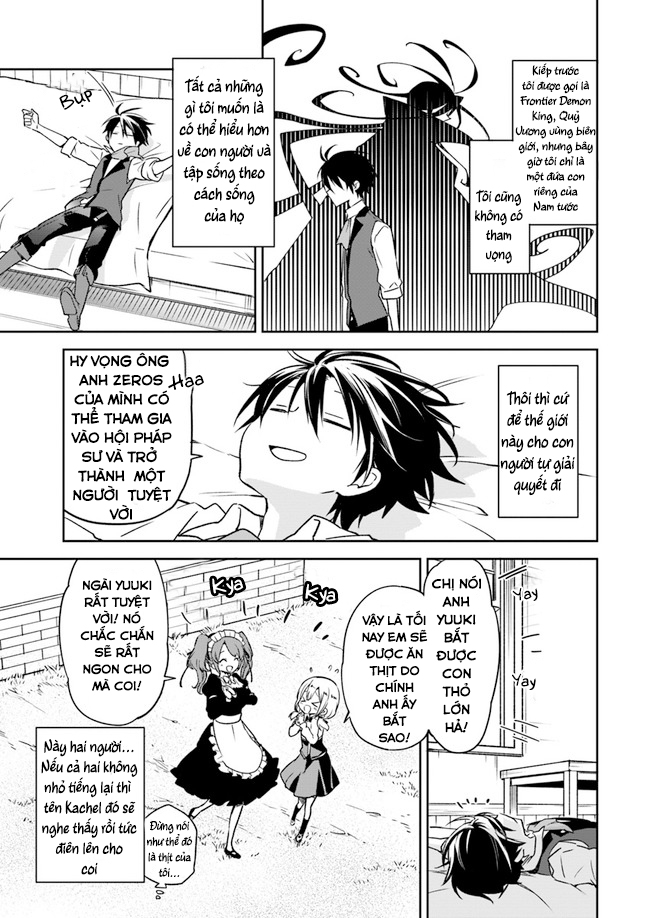 Kiếp trước
tôi được gọi là
Frontier Demon
King, Quỷ
Vương vùng biên
giới, nhưng bây
giờ tôi chỉ là
một đứa con
riêng của
Nam tước
Tôi cũng
không có
tham
vọng
Tất cả những
gì tôi muốn là
có thể hiểu hơn
về con người và
tập sống theo
cách sống
của họ
BỤP
Thôi thì cứ
để thế giới
này cho con
người tự giải
quyết đi
HY VỌNG ÔNG
ANH ZEROS
CỦA MÌNH CÓ
THỂ THAM GIA
VÀO HỘI PHÁP
SƯ VÀ TRỞ
THÀNH MỘT
NGƯỜI TUYỆT
VỜI
Haa
Yay
Yay
CHỊ NÓI
ANH
YUUKI
BẮT
ĐƯỢC
CON
THỎ
LỚN
HẢ!
VẬY LÀ TỐI
NAY EM SẼ
ĐƯỢC ĂN
THỊT DO
CHÍNH
ANH ẤY
BẮT
SAO!
Kya
Kya
NGÀI YUUKI
RẤT TUYỆT
VỜI! NÓ
CHẮC CHẮN
SẼ RẤT
NGON CHO
MÀ COI!
Này hai người...
Nếu cả hai không
nhỏ tiếng lại thì
tên Kachel đó sẽ
nghe thấy rồi tức
điên lên cho
coi
Đừng nói
như thể đó
là thịt của
tôi...